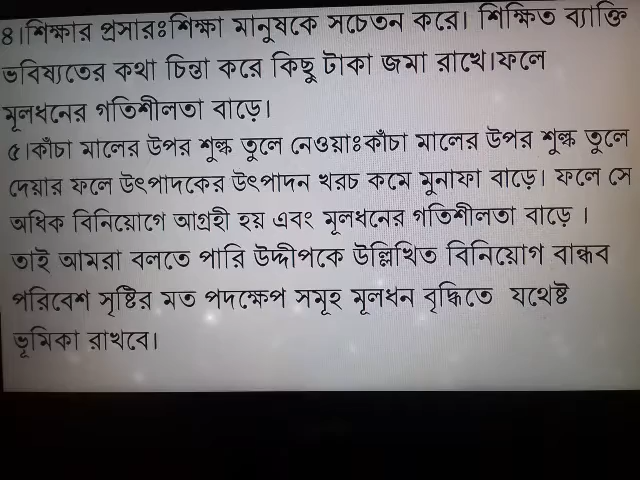 ৪।শিক্ষার প্রসারঃশিক্ষা মানুষকে সচেতন করে। শিক্ষিত ব্যাক্তি
ভবিষ্যতের কথা চিন্তা করে কিছু টাকা জমা রাখে।ফলে
মূলধনের গতিশীলতা বাড়ে।
৫।কাঁচা মালের উপর শুল্ক তুলে নেওয়াঃকাঁচা মালের উপর শুল্ক তুলে
দেয়ার ফলে উৎপাদকের উৎপাদন খরচ কমে মুনাফা বাড়ে। ফলে সে
অধিক বিনিয়োগে আগ্রহী হয় এবং মূলধনের গতিশীলতা বাড়ে ।
তাই আমরা বলতে পারি উদ্দীপকে উল্লিখিত বিনিয়োগ বান্ধব
পরিবেশ সৃষ্টির মত পদক্ষেপ সমূহ মূলধন বৃদ্ধিতে যথেষ্ট
ভূমিকা রাখবে।